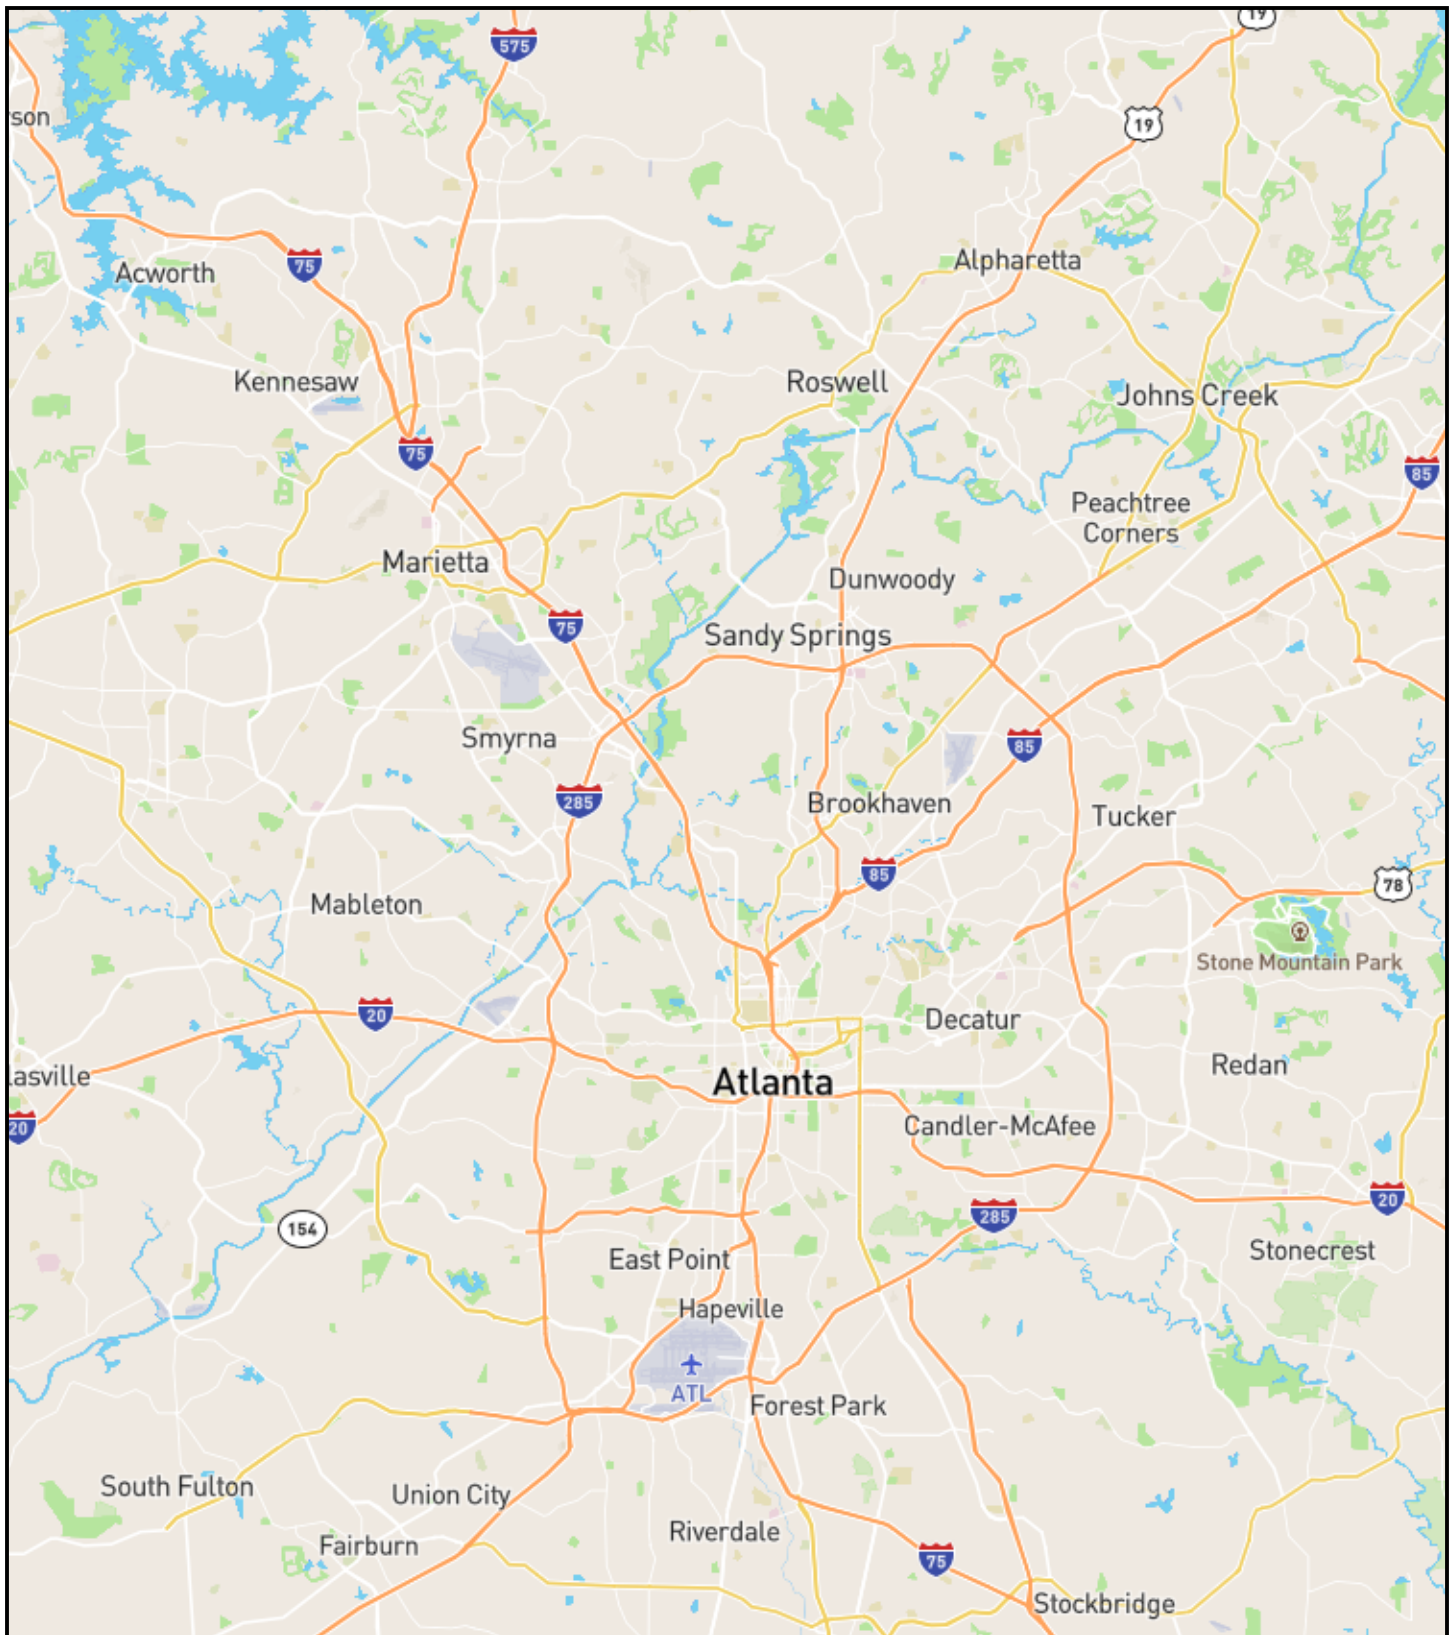 19
575
19
son
Alpharetta
75
Acworth
Kennesaw
Roswell
Johns Creek
75
85
Peachtree
Corners
Marietta
Dunwoody
75
Sandy Springs
Smyrna
85
285
Brookhaven
Tucker
85
78
Mableton
Stone Mountain Park
20
Decatur
Redan
lasville
Atlanta
20
Candler-McAfee
20
154
285
East Point
Stonecrest
Hapeville
ATL
Forest Park
South Fulton
Union City
Riverdale
Fairburn
75
Stockbridge